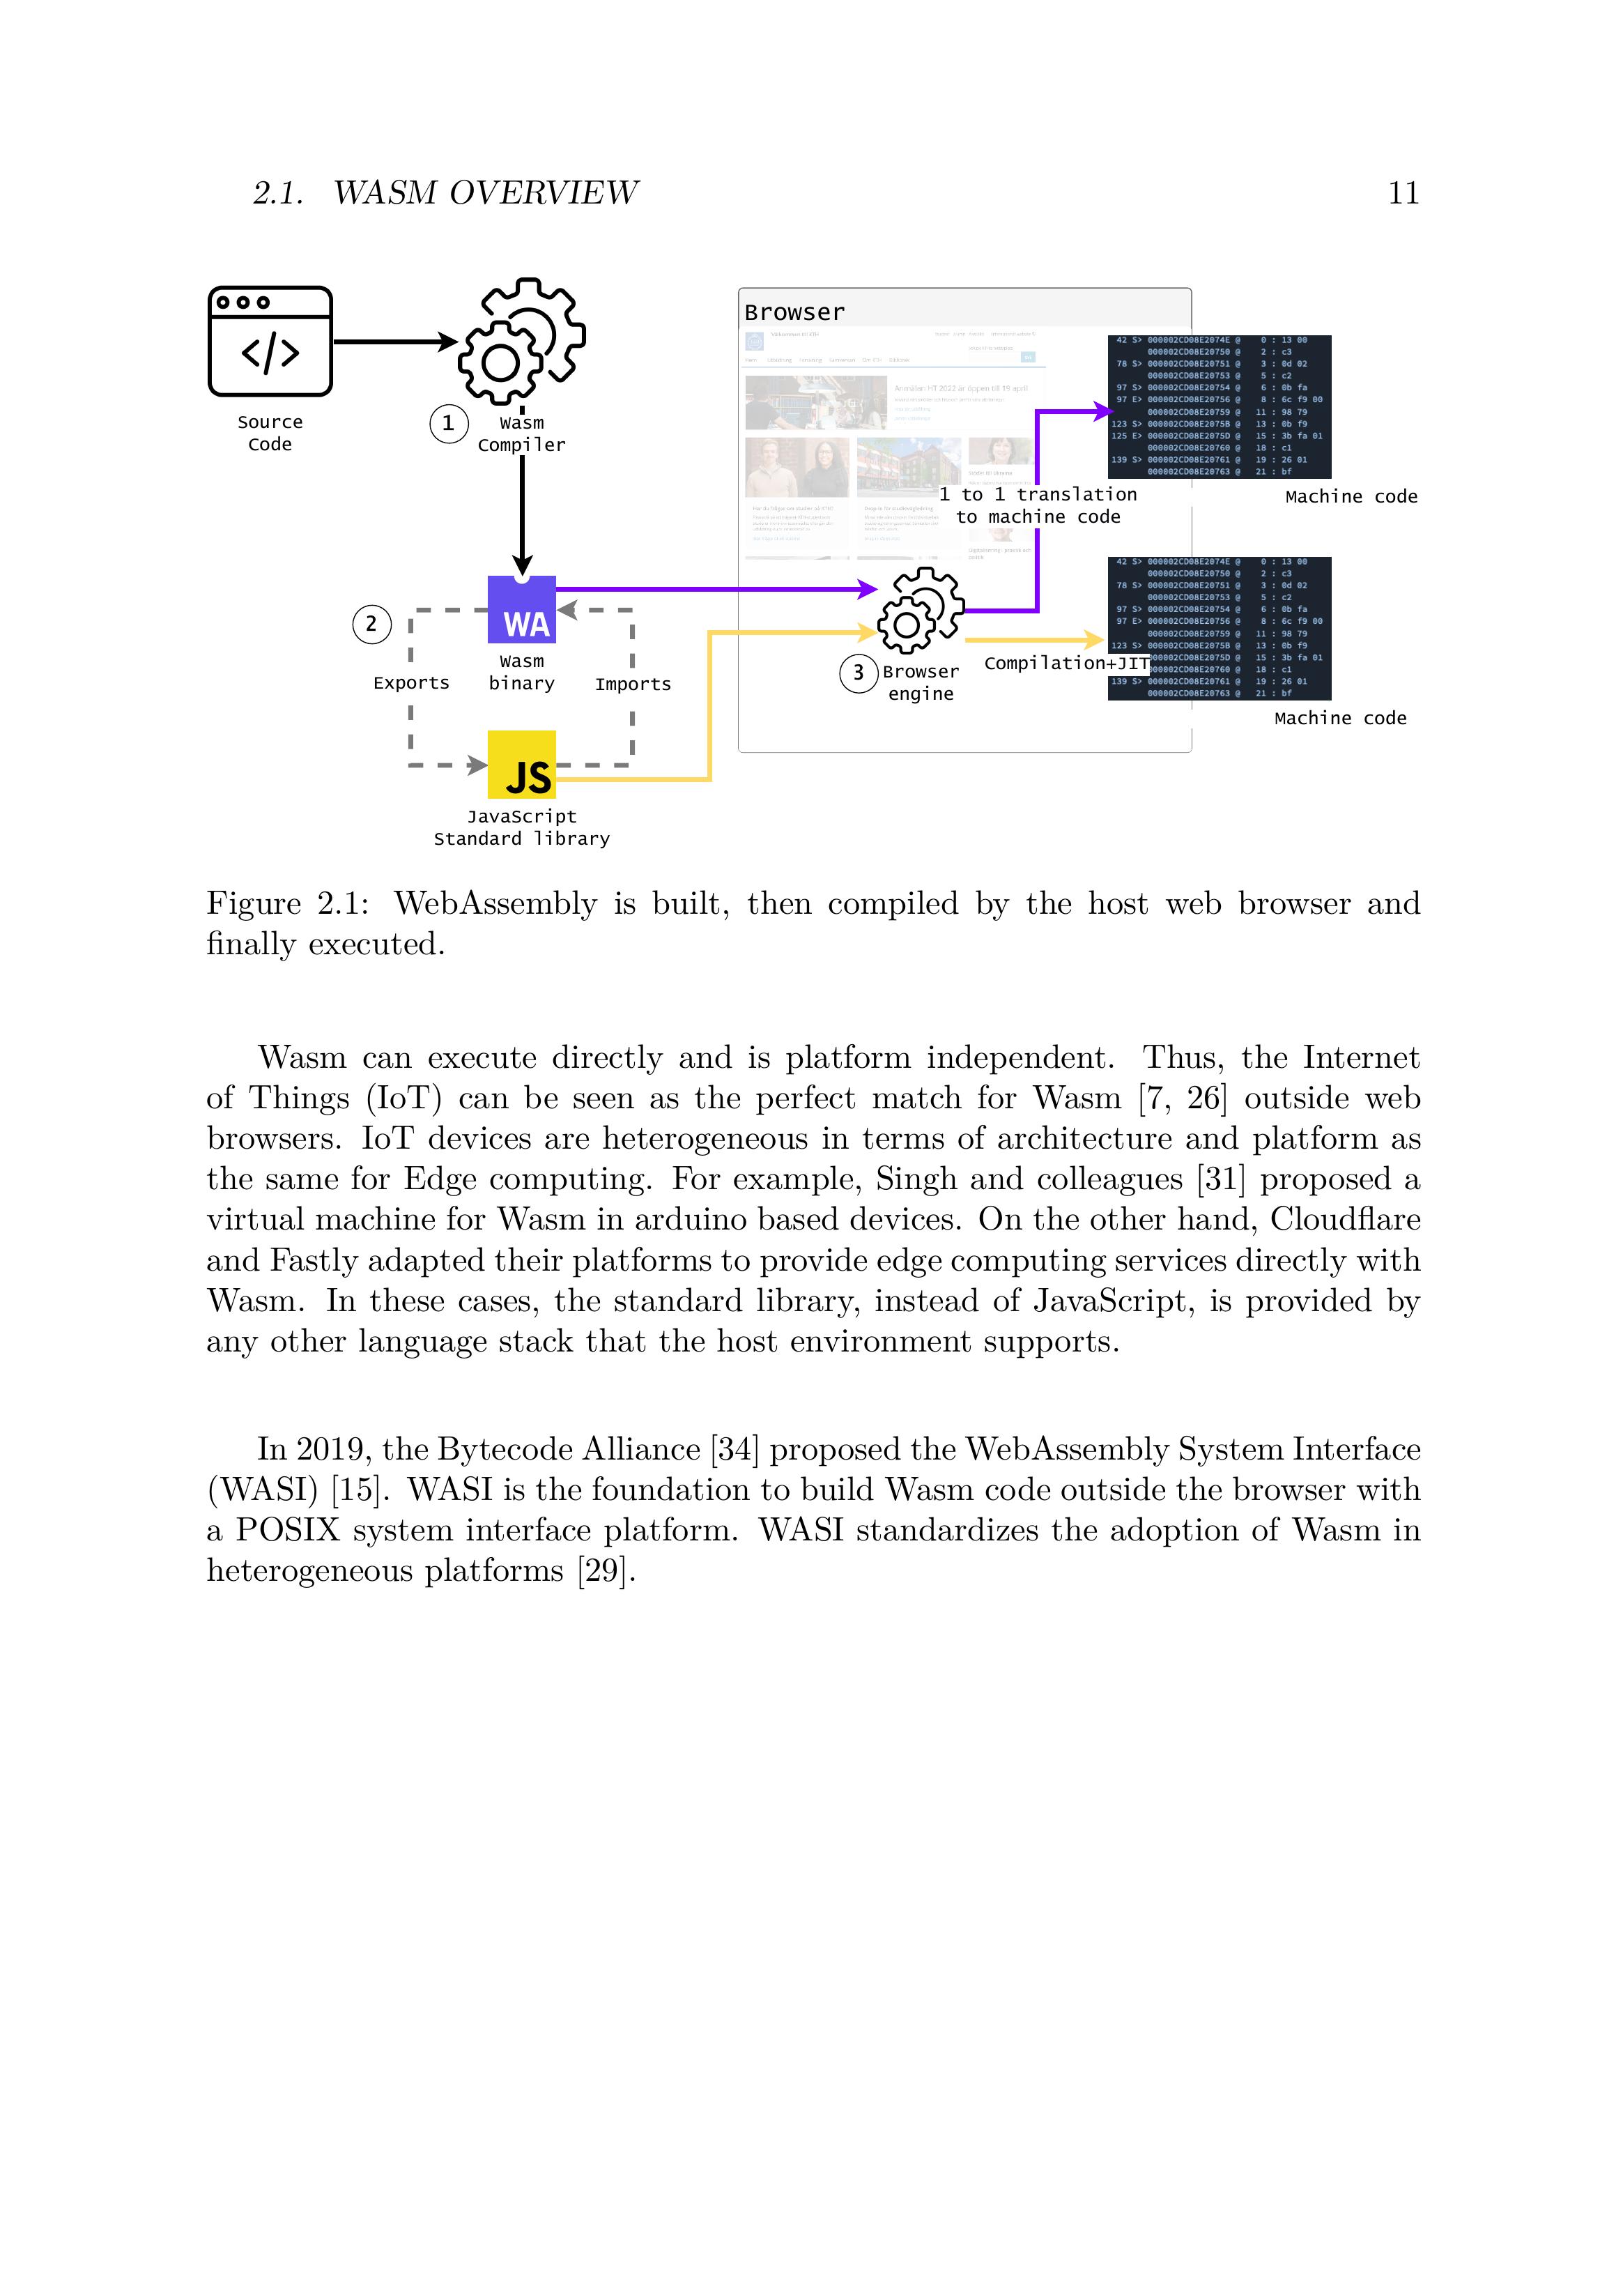 2.1. WASM OVERVIEW 11
Browser
</>
Source
Code
1
Wasm
Compiler
42 S> 000002CD08E2074E @ 0 : 13 00
000002CD08E20750 @ 2 : c3
78 S> 000002CD08E20751 @ 3 : 0d 02
000002CD08E20753 @ 5 : c2
97 S> 000002CD08E20754 @ 6 : 0b fa
97 E> 000002CD08E20756 @ 8 : 6c f9 00
000002CD08E20759 @ 11 : 98 79
123 S> 000002CD08E2075B @ 13 : 0b f9
125 E> 000002CD08E2075D @ 15 : 3b fa 01
000002CD08E20760 @ 18 : c1
139 S> 000002CD08E20761 @ 19 : 26 01
000002CD08E20763 @ 21 : bf
Machine code
Anmälan HT 2022 är öppen till 19 april
1 to 1 translation
to machine code
42 S> 000002CD08E2074E @ 0 : 13 00
000002CD08E20750 @ 2 : c3
78 S> 000002CD08E20751 @ 3 : 0d 02
000002CD08E20753 @ 5 : c2
97 S> 000002CD08E20754 @ 6 : 0b fa
97 E> 000002CD08E20756 @ 8 : 6c f9 00
000002CD08E20759 @ 11 : 98 79
123 S> 000002CD08E2075B @ 13 : 0b f9
000002CD08E2075D @ 15 : 3b fa 01
000002CD08E20760 @ 18 : c1
139 S> 000002CD08E20761 @ 19 : 26 01
000002CD08E20763 @ 21 : bf
Machine code
2
WA
Wasm
binary
Exports
Imports
3
Browser
engine
Compilation+JIT
JS
JavaScript
Standard library
Figure 2.1: WebAssembly is built, then compiled by the host web browser and
finally executed.
Wasm can execute directly and is platform independent. Thus, the Internet
of Things (IoT) can be seen as the perfect match for Wasm [7, 26] outside web
browsers. IoT devices are heterogeneous in terms of architecture and platform as
the same for Edge computing. For example, Singh and colleagues [31] proposed a
virtual machine for Wasm in arduino based devices. On the other hand, Cloudflare
and Fastly adapted their platforms to provide edge computing services directly with
Wasm. In these cases, the standard library, instead of JavaScript, is provided by
any other language stack that the host environment supports.
In 2019, the Bytecode Alliance [34] proposed the WebAssembly System Interface
(WASI) [15]. WASI is the foundation to build Wasm code outside the browser with
a POSIX system interface platform. WASI standardizes the adoption of Wasm in
heterogeneous platforms [29].